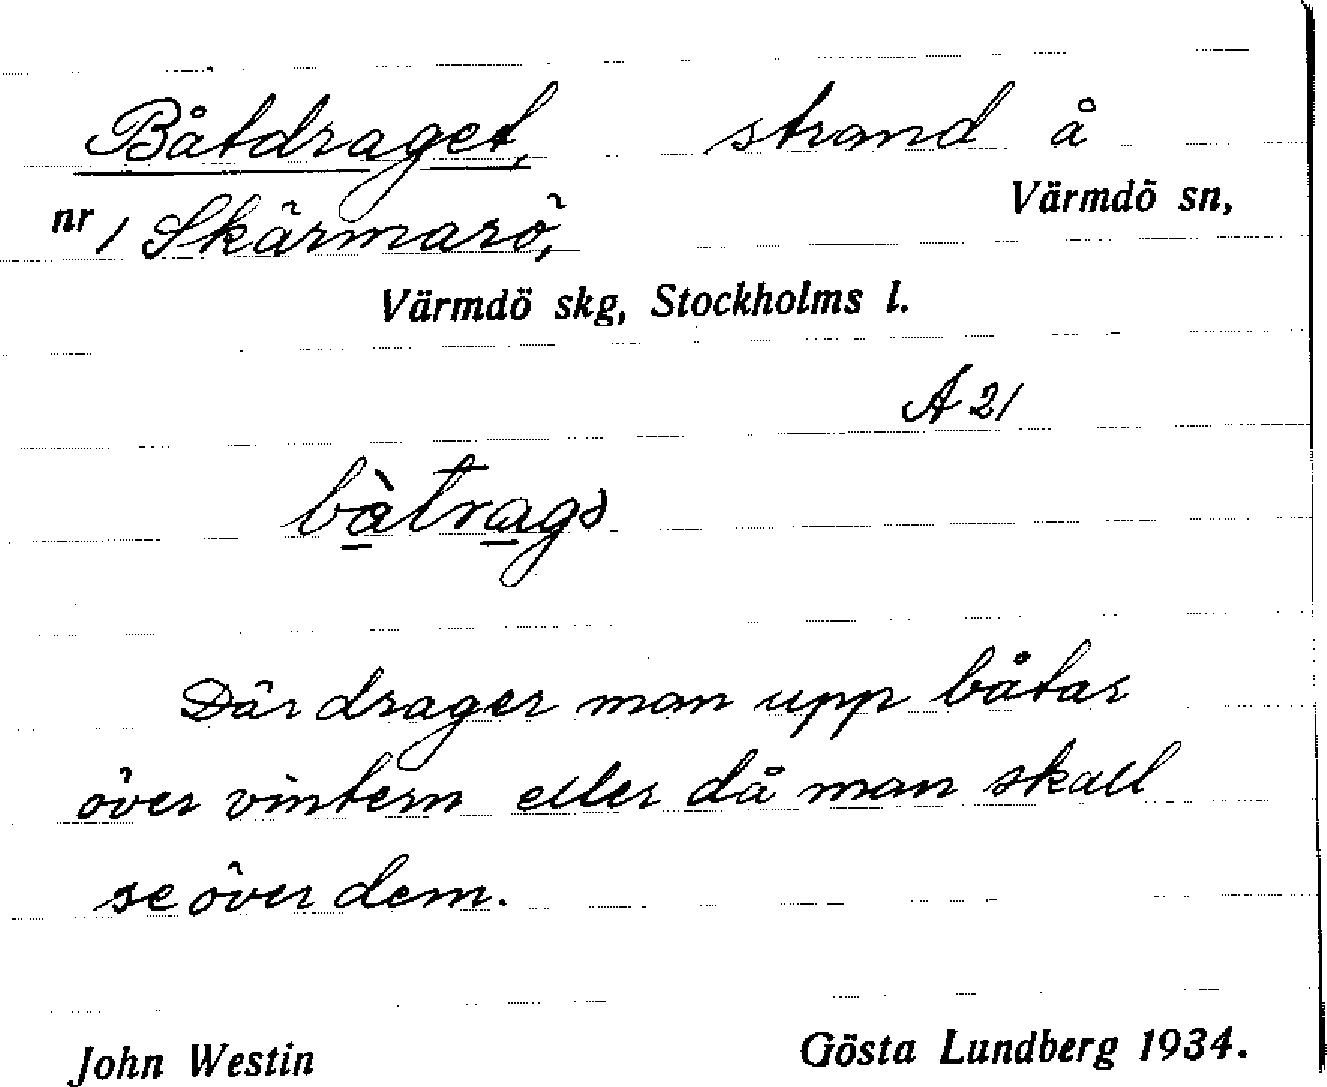 Båtdraget, strand å
Värmdö sn,
nr 1 Skärmarö,
Värmdö skg, Stockholms l.
A 21
bàtragə
Där drager man upp båtar
över vintern eller då man skall
se över dem.
John Westin Gösta Lundberg 1934.